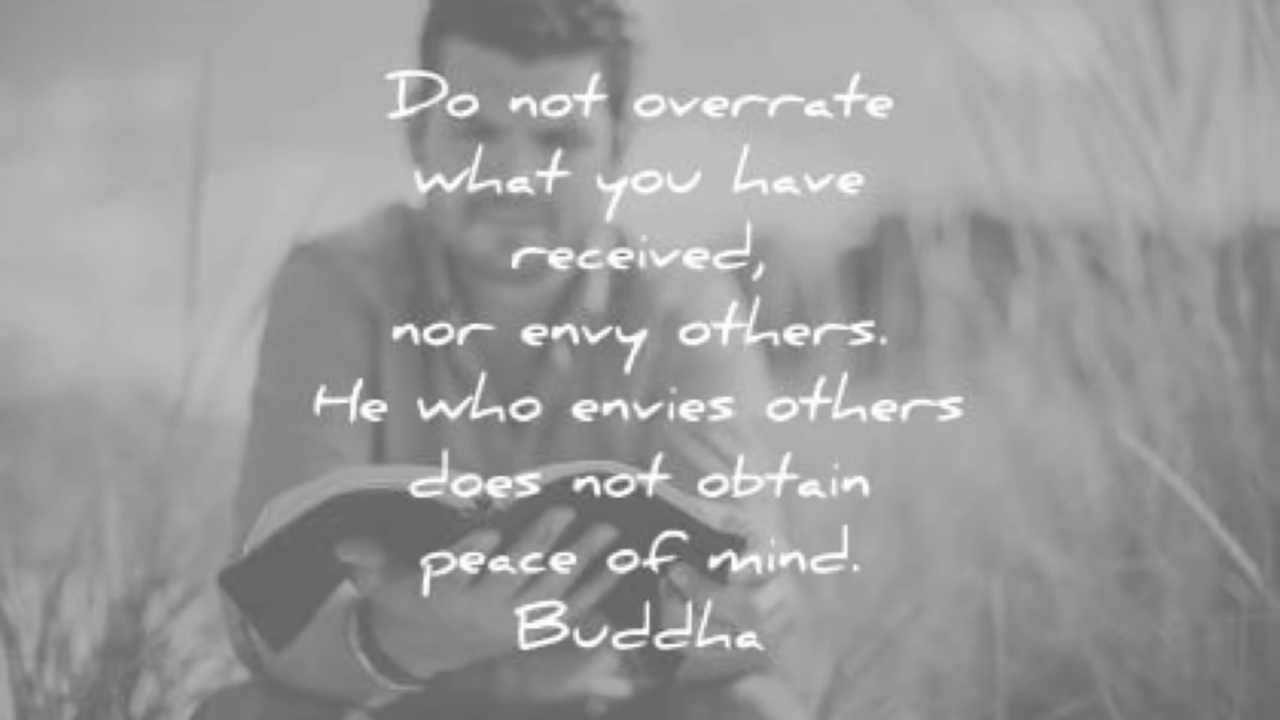 Do not overrate
what you have
received,
nor envy others.
He who envies others
does not obtain
peace of mind.
Buddha